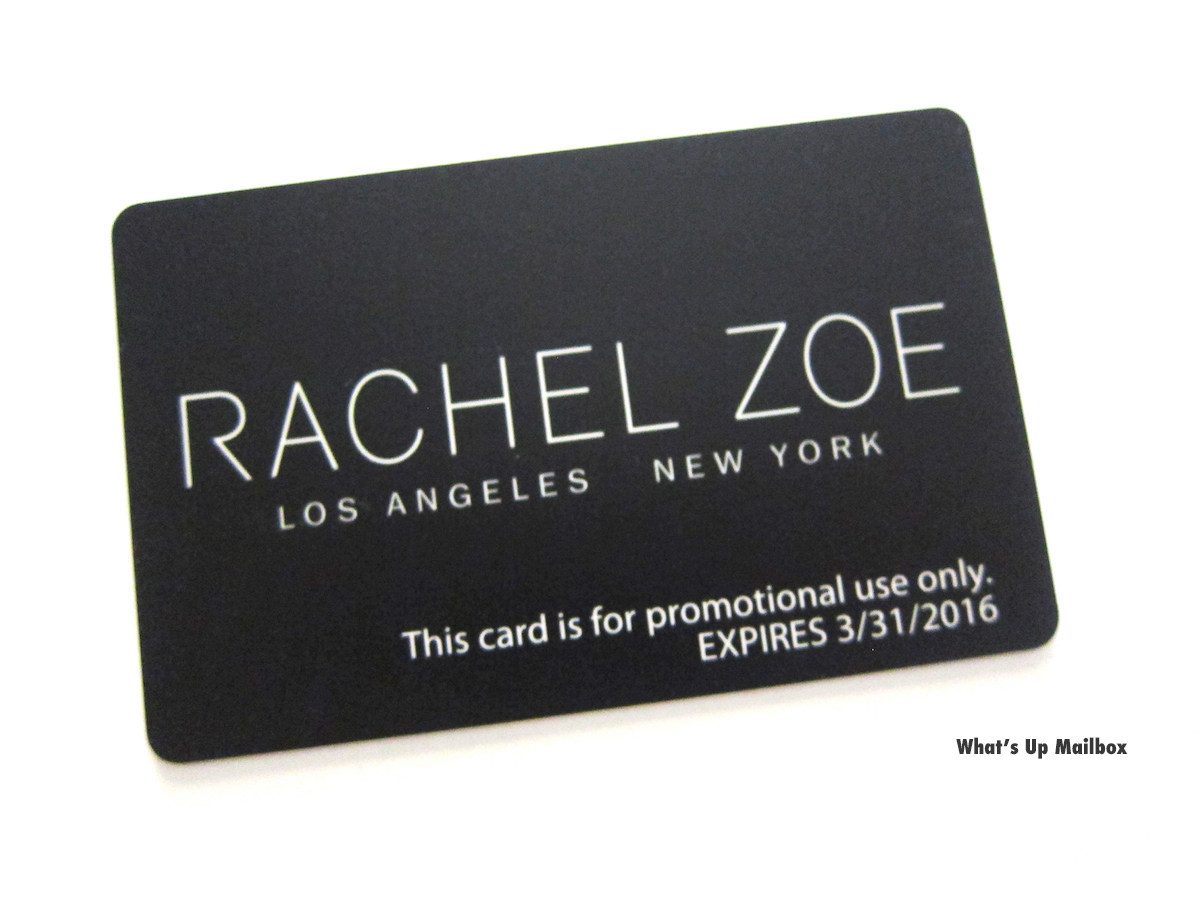 RACHEL ZOE
LOS ANGELES NEW YORK
This card is for promotional use only.
EXPIRES 3/31/2016
What's Up Mailbox